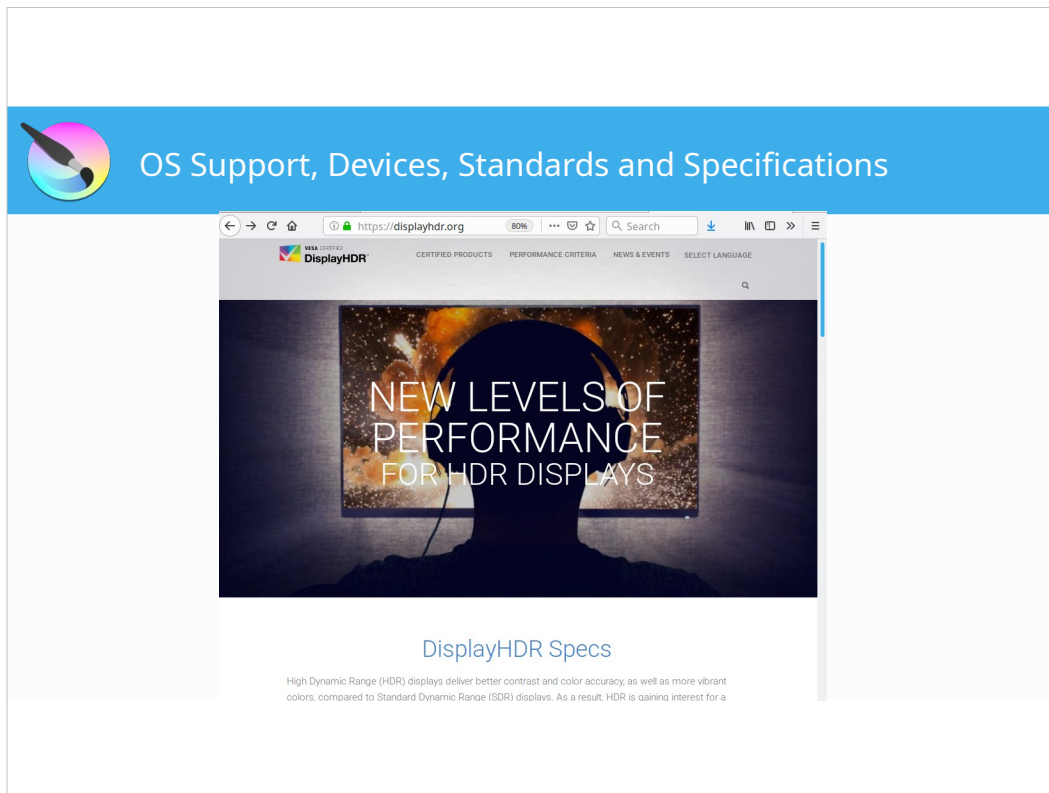 OS Support, Devices, Standards and Specifications
https://displayhdr.org 80% Search
VESA CERTIFIED
DisplayHDR
CERTIFIED PRODUCTS PERFORMANCE CRITERIA NEWS & EVENTS SELECT LANGUAGE
NEW LEVELS OF
PERFORMANCE
FOR HDR DISPLAYS
DisplayHDR Specs
High Dynamic Range (HDR) displays deliver better contrast and color accuracy, as well as more vibrant
colors, compared to Standard Dynamic Range (SDR) displays. As a result, HDR is gaining interest for a